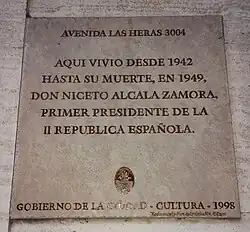 AVENIDA LAS HERAS 3004
AQUI VIVIO DESDE 1942
HASTA SU MUERTE, EN 1949,
DON NICETO ALCALA ZAMORA,
PRIMER PRESIDENTE DE LA
II REPUBLICA ESPAÑOLA.
GOBIERNO DE LA CIUDAD - CULTURA - 1998